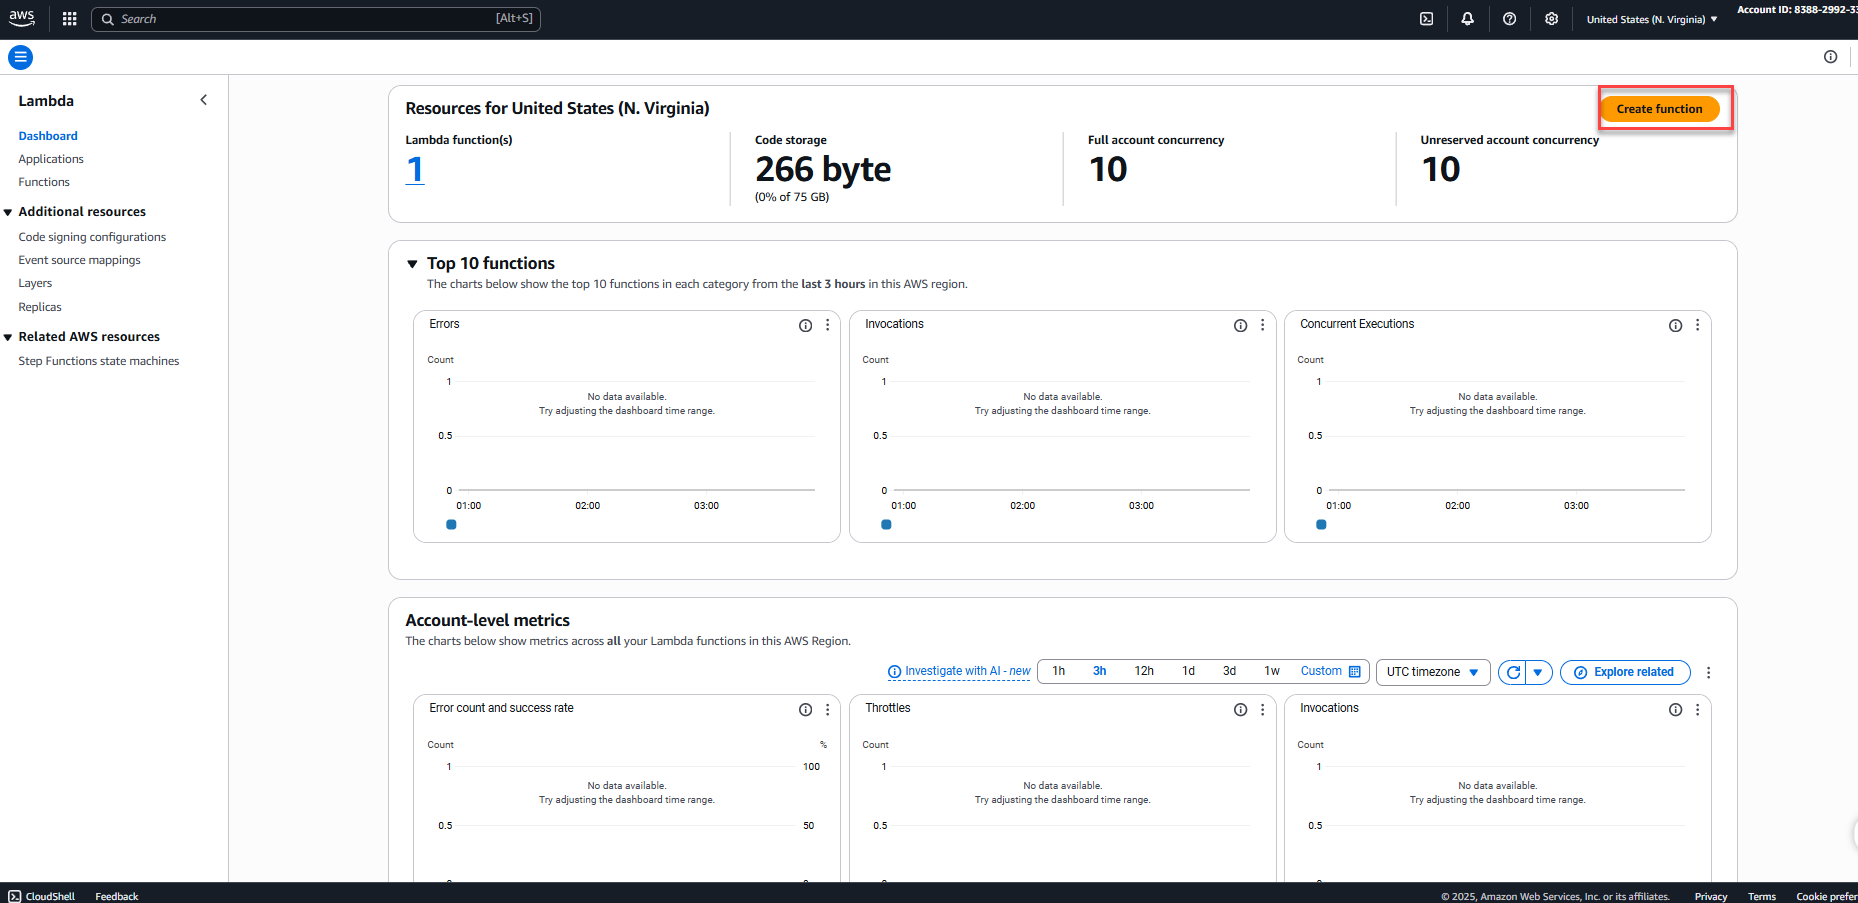 aws
Search [Alt+S]
United States (N. Virginia) ▼
Account ID: 8388-2992-33
Lambda
Dashboard
Applications
Functions
Additional resources
Code signing configurations
Event source mappings
Layers
Replicas
Related AWS resources
Step Functions state machines
Resources for United States (N. Virginia)
Create function
Lambda function(s)
1
Code storage
266 byte
(0% of 75 GB)
Full account concurrency
10
Unreserved account concurrency
10
Top 10 functions
The charts below show the top 10 functions in each category from the last 3 hours in this AWS region.
Errors
Count
1
No data available.
Try adjusting the dashboard time range.
0.5
0
01:00 02:00 03:00
Invocations
Count
1
No data available.
Try adjusting the dashboard time range.
0.5
0
01:00 02:00 03:00
Concurrent Executions
Count
1
No data available.
Try adjusting the dashboard time range.
0.5
0
01:00 02:00 03:00
Account-level metrics
The charts below show metrics across all your Lambda functions in this AWS Region.
Investigate with AI - new 1h 3h 12h 1d 3d 1w Custom UTC timezone Explore related
Error count and success rate
Count %
1 100
No data available.
Try adjusting the dashboard time range.
0.5 50
Throttles
Count
1
No data available.
Try adjusting the dashboard time range.
0.5
Invocations
Count
1
No data available.
Try adjusting the dashboard time range.
0.5
CloudShell Feedback © 2025, Amazon Web Services, Inc. or its affiliates. Privacy Terms Cookie prefer